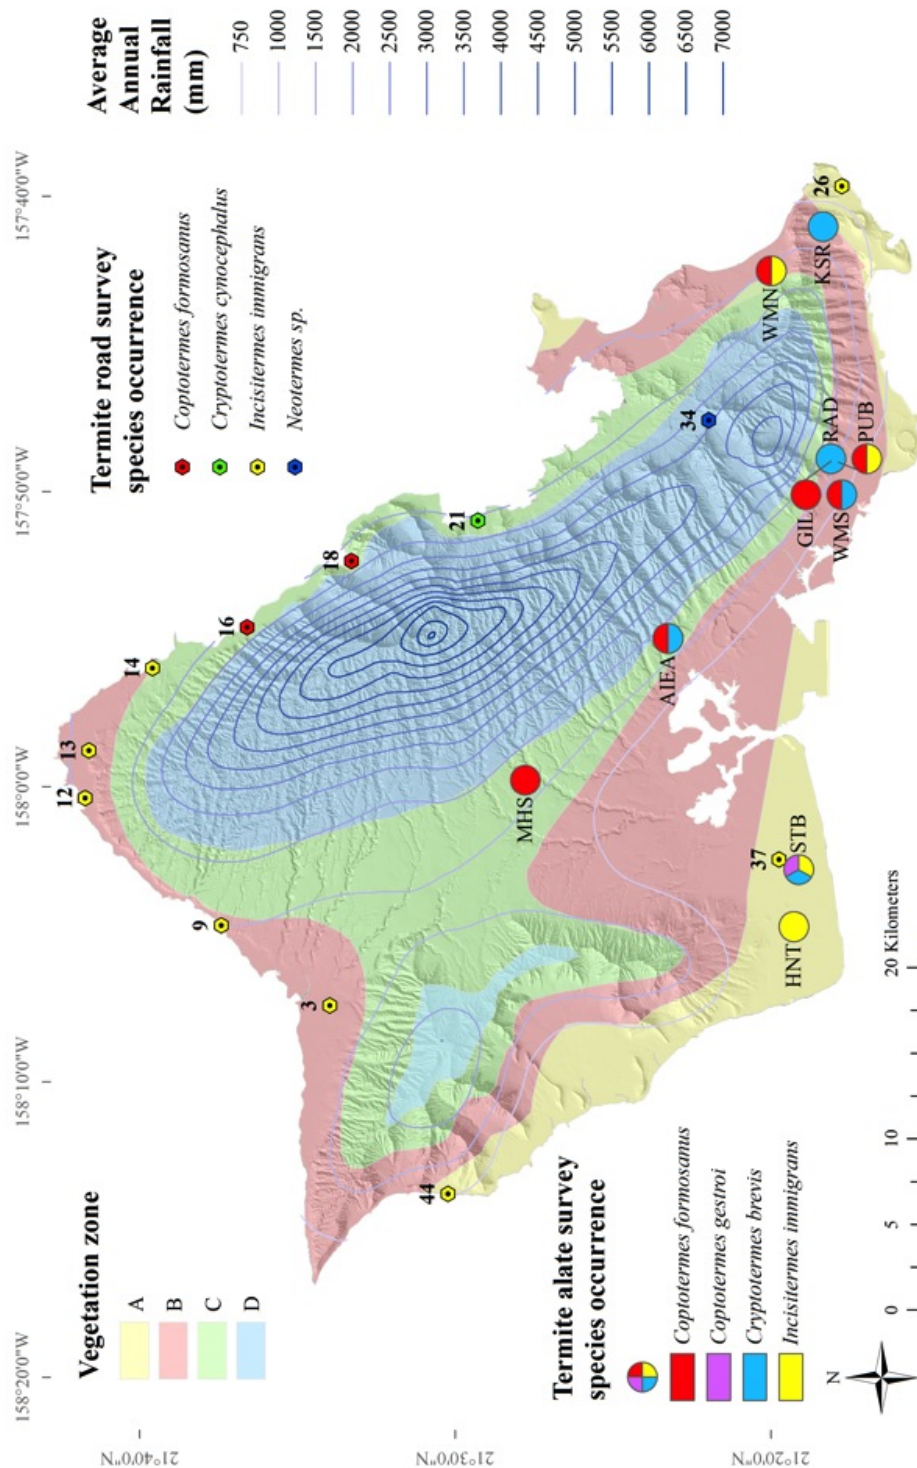 158°20'0"W
158°10'0"W
158°0'0"W
157°50'0"W
157°40'0"W
21°40'0"N
21°30'0"N
21°20'0"N
Vegetation zone
A
B
C
D
Termite road survey
species occurrence
Coptotermes formosanus
Cryptotermes cynocephalus
Incisitermes immigrans
Neotermes sp.
Average
Annual
Rainfall
(mm)
750
1000
1500
2000
2500
3000
3500
4000
4500
5000
5500
6000
6500
7000
Termite alate survey
species occurrence
Coptotermes formosanus
Coptotermes gestroi
Cryptotermes brevis
Incisitermes immigrans
N
0
5
10
20 Kilometers
3
9
12
13
14
16
18
21
26
34
37
44
MHS
AIEA
HNT
STB
GIL
WMS
RAD
PUB
WMN
KSR